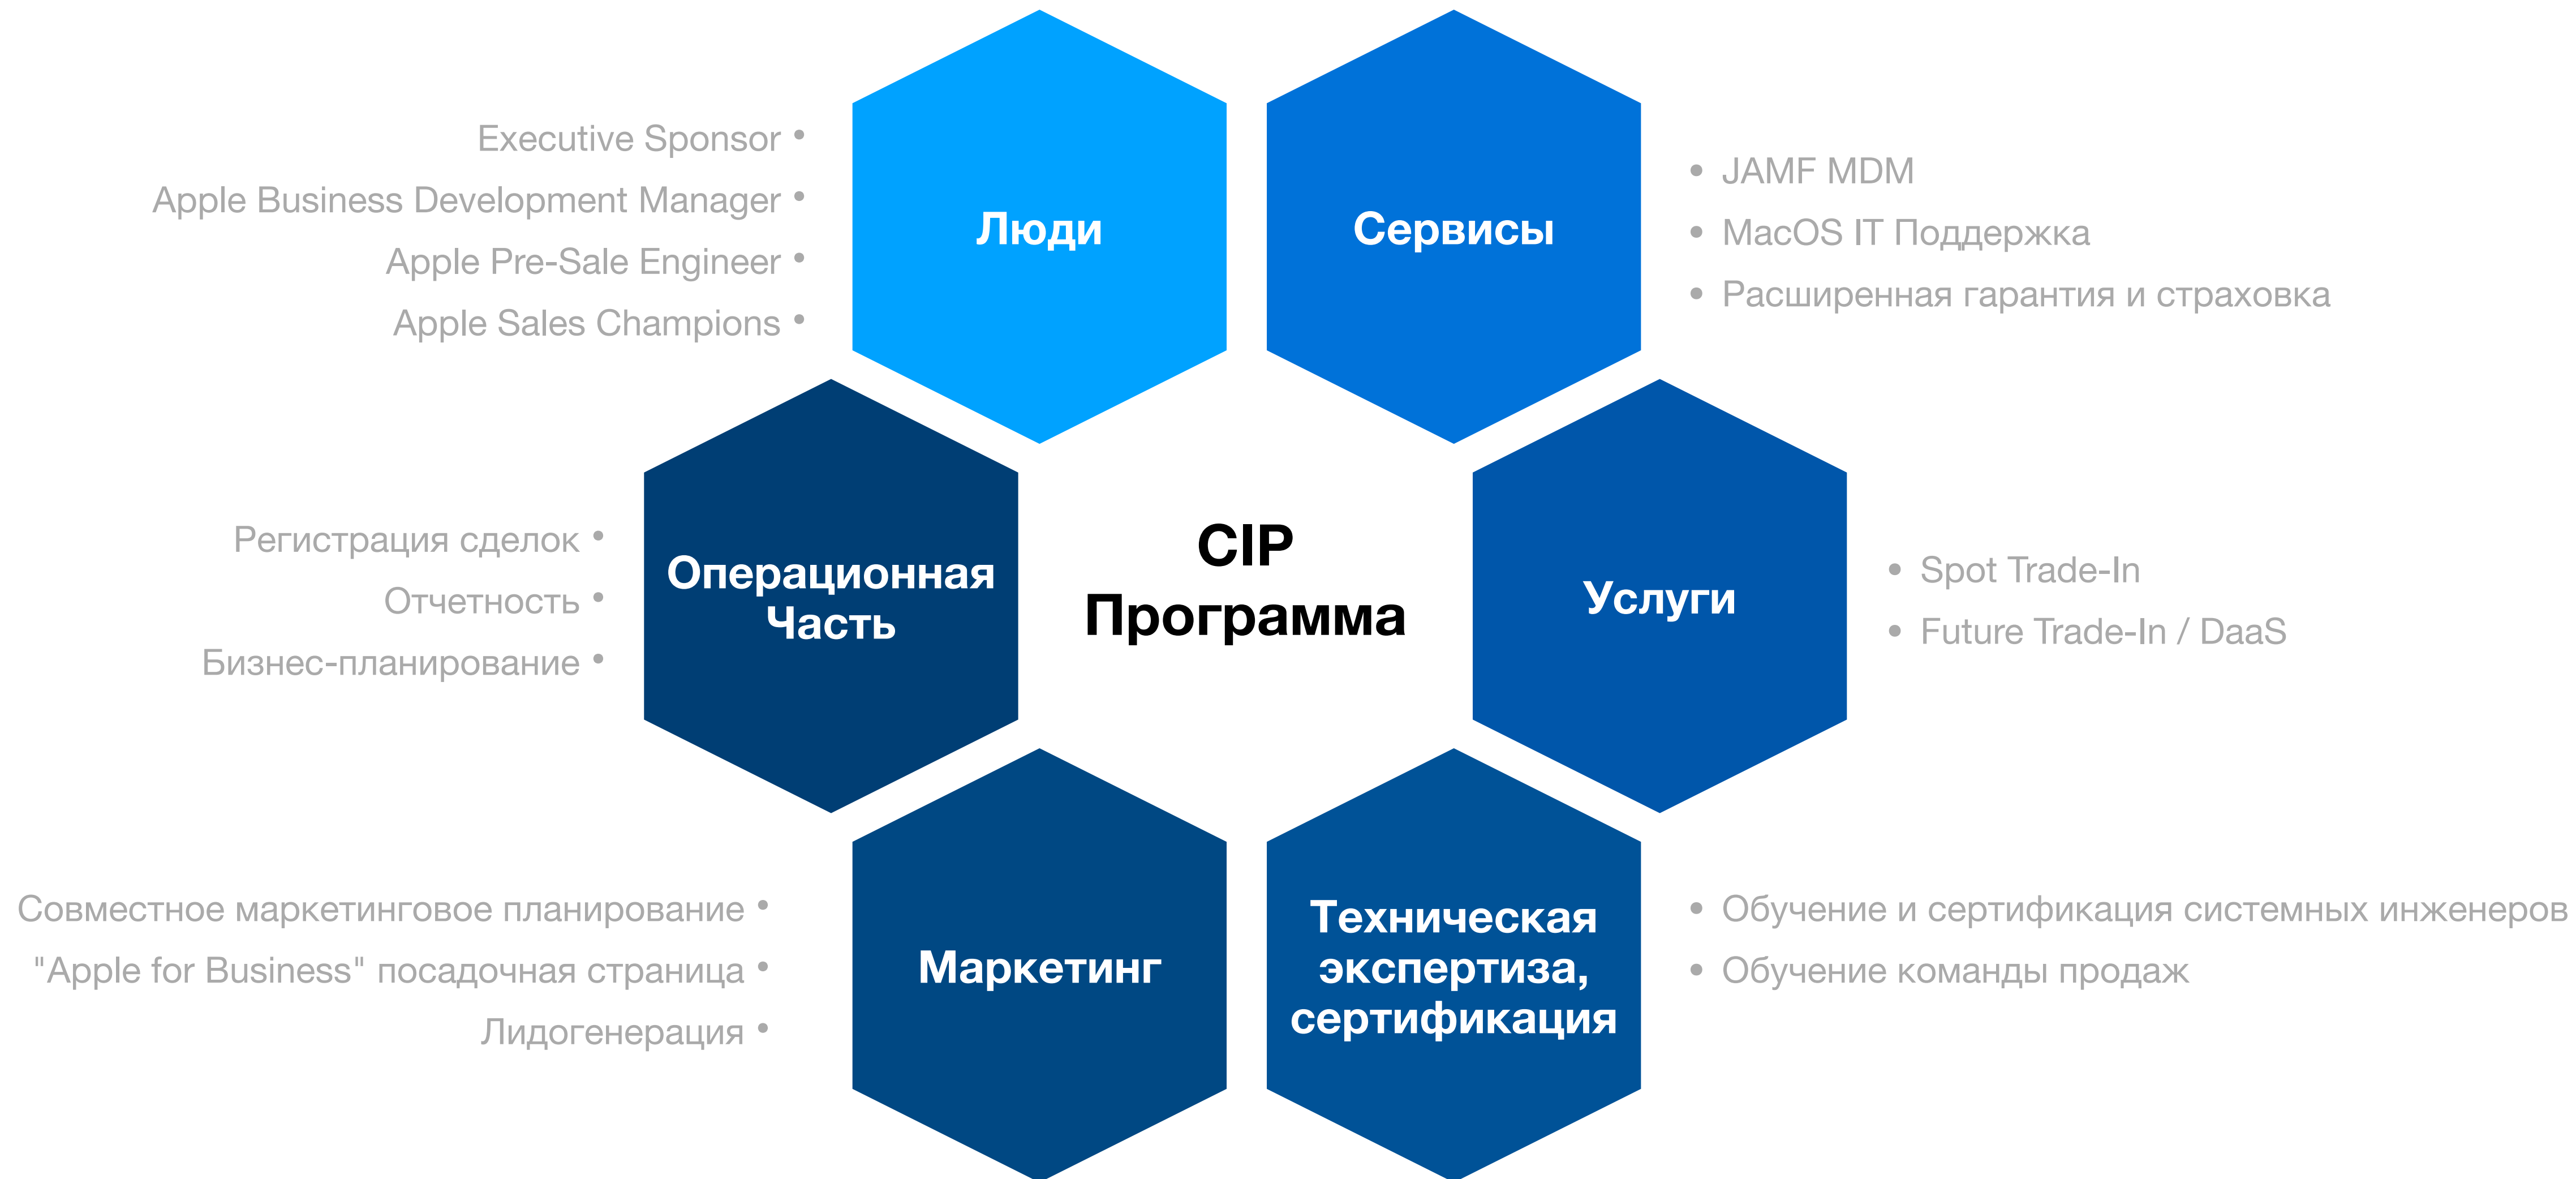 Executive Sponsor •
Apple Business Development Manager •
Apple Pre-Sale Engineer •
Apple Sales Champions •
Люди
Сервисы
• JAMF MDM
• MacOS IT Поддержка
• Расширенная гарантия и страховка
Регистрация сделок •
Отчетность •
Бизнес-планирование •
Операционная
Часть
CIP
Программа
Услуги
• Spot Trade-In
• Future Trade-In / DaaS
Совместное маркетинговое планирование •
"Apple for Business" посадочная страница •
Лидогенерация •
Маркетинг
Техническая
экспертиза,
сертификация
• Обучение и сертификация системных инженеров
• Обучение команды продаж